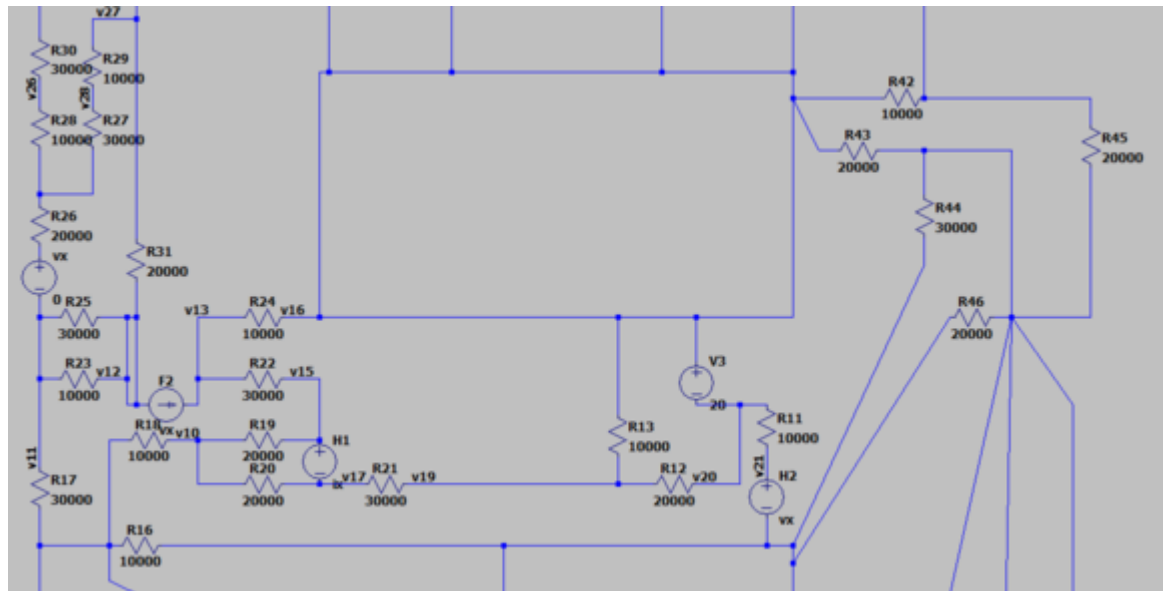 v27
R30
30000
R29
10000
v26
v28
R28
10000
R27
30000
R42
10000
R43
20000
R45
20000
R44
30000
R26
20000
vx
0
R31
20000
R25
30000
v13
R24
10000
v16
R46
20000
R23
10000
v12
F2
vx
R22
30000
v15
V3
20
R18
10000
v10
R19
20000
H1
R13
10000
R11
10000
v11
R17
30000
R20
20000
v17
R21
30000
v19
R12
20000
v20
v21
H2
vx
R16
10000